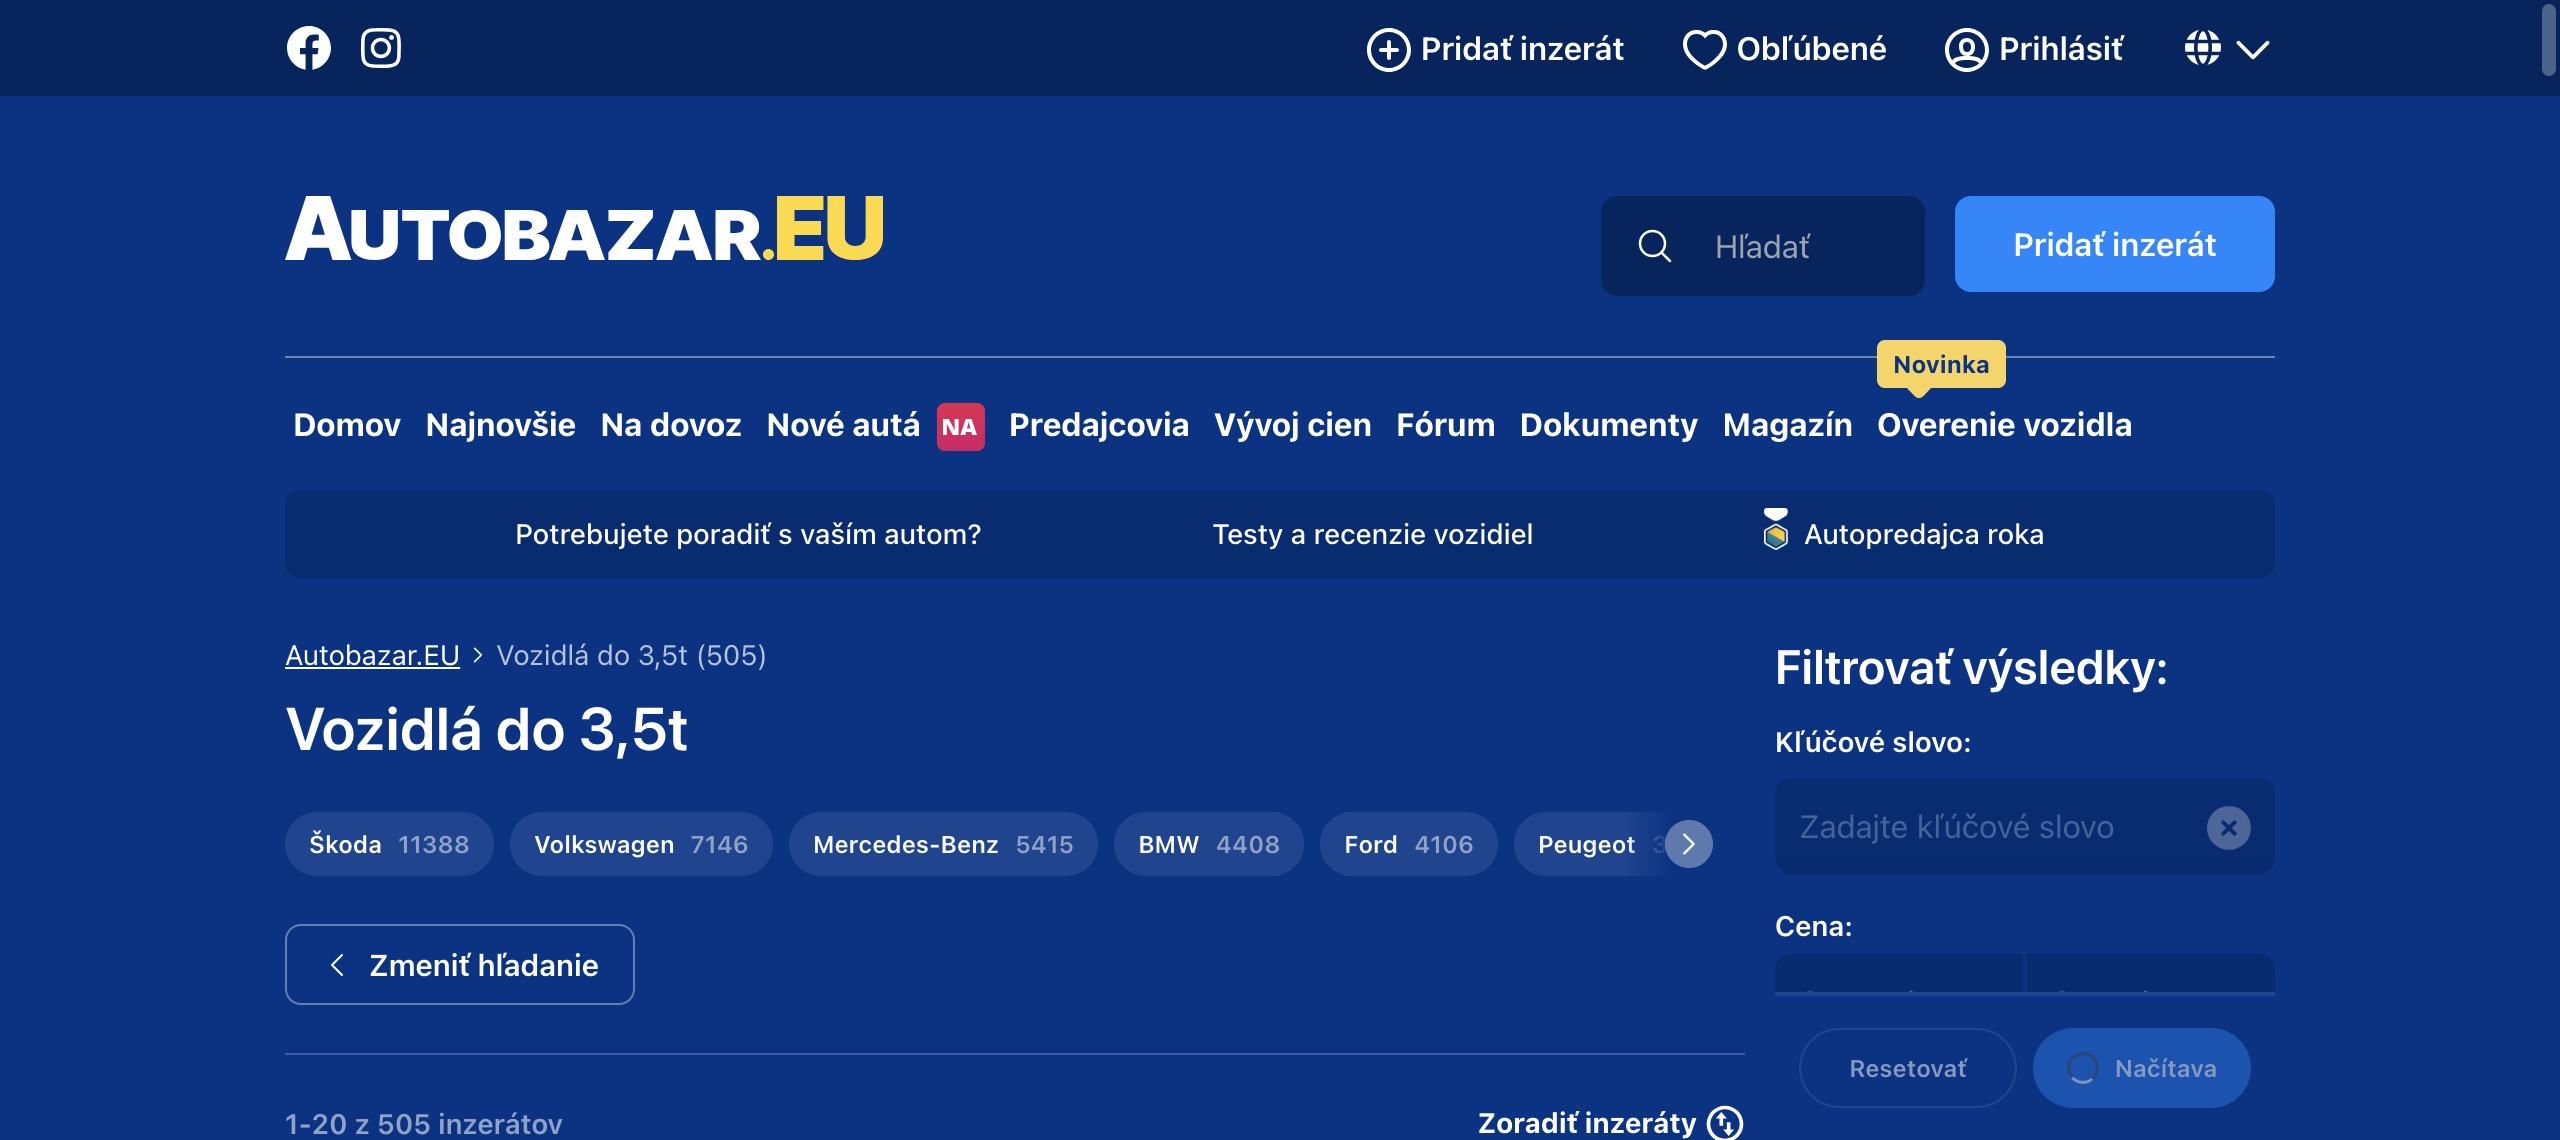 Pridať inzerát Obľúbené Prihlásiť
AUTOBAZAR.EU
Hľadať Pridať inzerát
Novinka
Domov Najnovšie Na dovoz Nové autá NA Predajcovia Vývoj cien Fórum Dokumenty Magazín Overenie vozidla
Potrebujete poradiť s vaším autom? Testy a recenzie vozidiel Autopredajca roka
Autobazar.EU > Vozidlá do 3,5t (505)
Vozidlá do 3,5t
Škoda 11388 Volkswagen 7146 Mercedes-Benz 5415 BMW 4408 Ford 4106 Peugeot
Zmeniť hľadanie
1-20 z 505 inzerátov
Zoradiť inzeráty
Filtrovať výsledky:
Kľúčové slovo:
Zadajte kľúčové slovo
Cena:
Resetovať Načítava